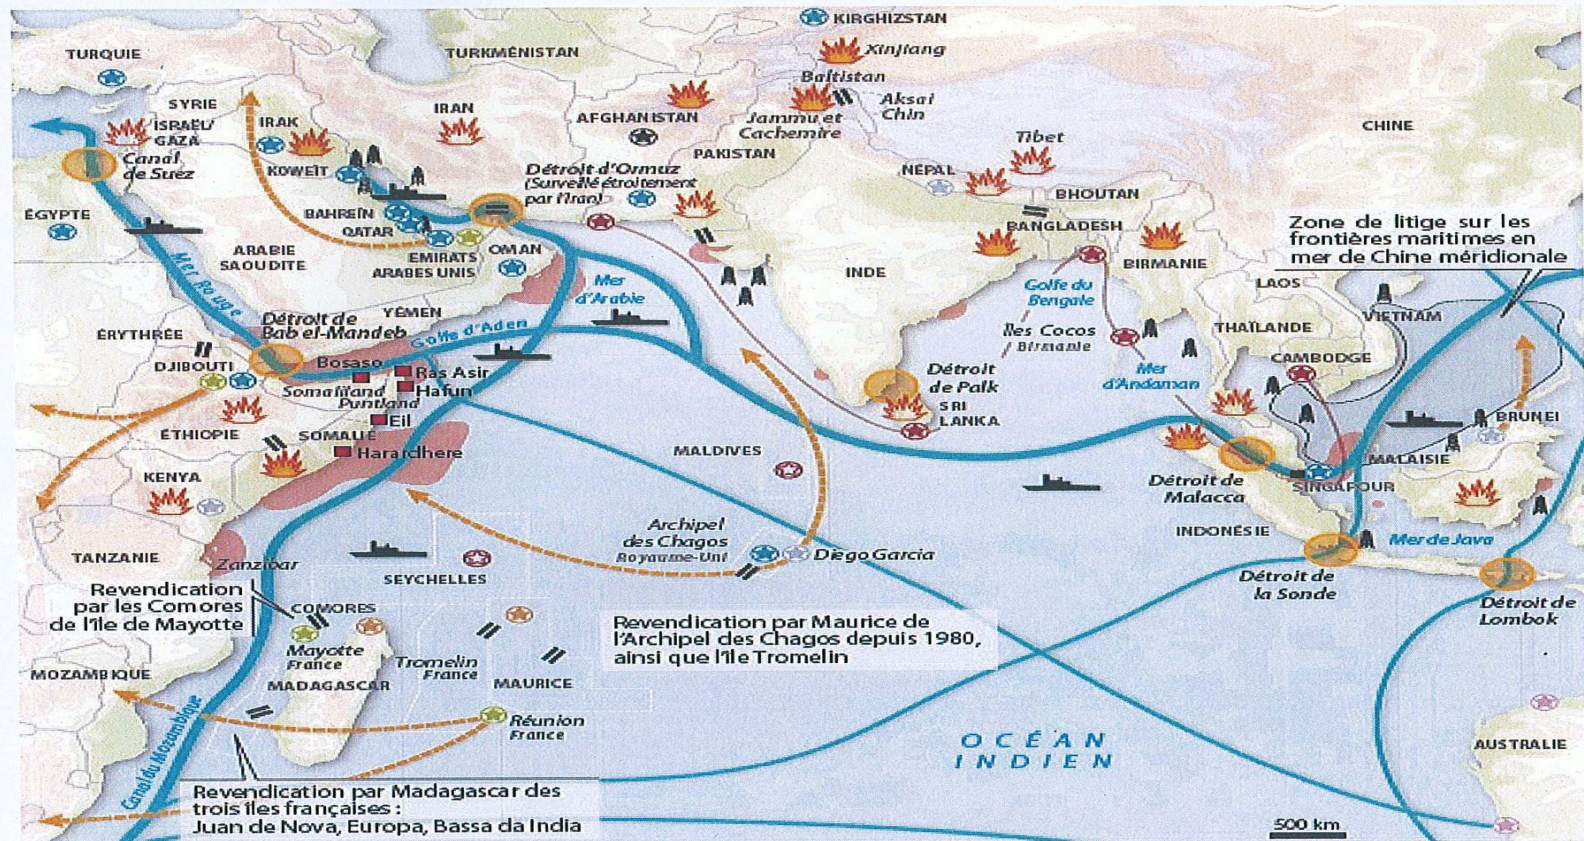 KIRGHIZSTAN
Xinjiang
TURQUIE
TURKMÉNISTAN
Baltistan
SYRIE
IRAN
AFGHANISTAN
Jammu et
Cachemire
Aksai
Chin
CHINE
ISRAËL/
GAZA
IRAK
PAKISTAN
Tibet
Canal
de Suez
KOWEÏT
Détroit d'Ormuz
(Surveillé étroitement
par l'Iran)
NÉPAL
BHOUTAN
ÉGYPTE
BAHREÏN
QATAR
BANGLADESH
Zone de litige sur les
frontières maritimes en
mer de Chine méridionale
ARABIE
SAOUDITE
EMIRATS
ARABES UNIS
OMAN
INDE
BIRMANIE
Mer Rouge
Mer
d'Arabie
Golfe du
Bengale
LAOS
YÉMEN
VIETNAM
ÉRYTHRÉE
Détroit de
Bab el-Mandeb
Golfe d'Aden
Îles Cocos
Birmanie
THAÏLANDE
DJIBOUTI
Bosaso
Ras Asir
CAMBODGE
Somaliland
Hafun
Puntland
Détroit
de Palk
Mer
d'Andaman
Eil
SRI
LANKA
BRUNEI
ÉTHIOPIE
SOMALIE
Harardhere
MALDIVES
MALAISIE
KENYA
Détroit de
Malacca
SINGAPOUR
INDONÉSIE
Archipel
des Chagos
Royaume-Uni
Diego Garcia
Mer de Java
TANZANIE
Zanzibar
SEYCHELLES
Détroit de
la Sonde
Revendication
par les Comores
de l'île de Mayotte
COMORES
Détroit de
Lombok
Revendication par Maurice de
l'Archipel des Chagos depuis 1980,
ainsi que l'île Tromelin
Mayotte
France
Tromelin
France
MOZAMBIQUE
MADAGASCAR
MAURICE
Réunion
France
Canal du Mozambique
OCÉAN
INDIEN
AUSTRALIE
Revendication par Madagascar des
trois îles françaises :
Juan de Nova, Europa, Bassa da India
500 km